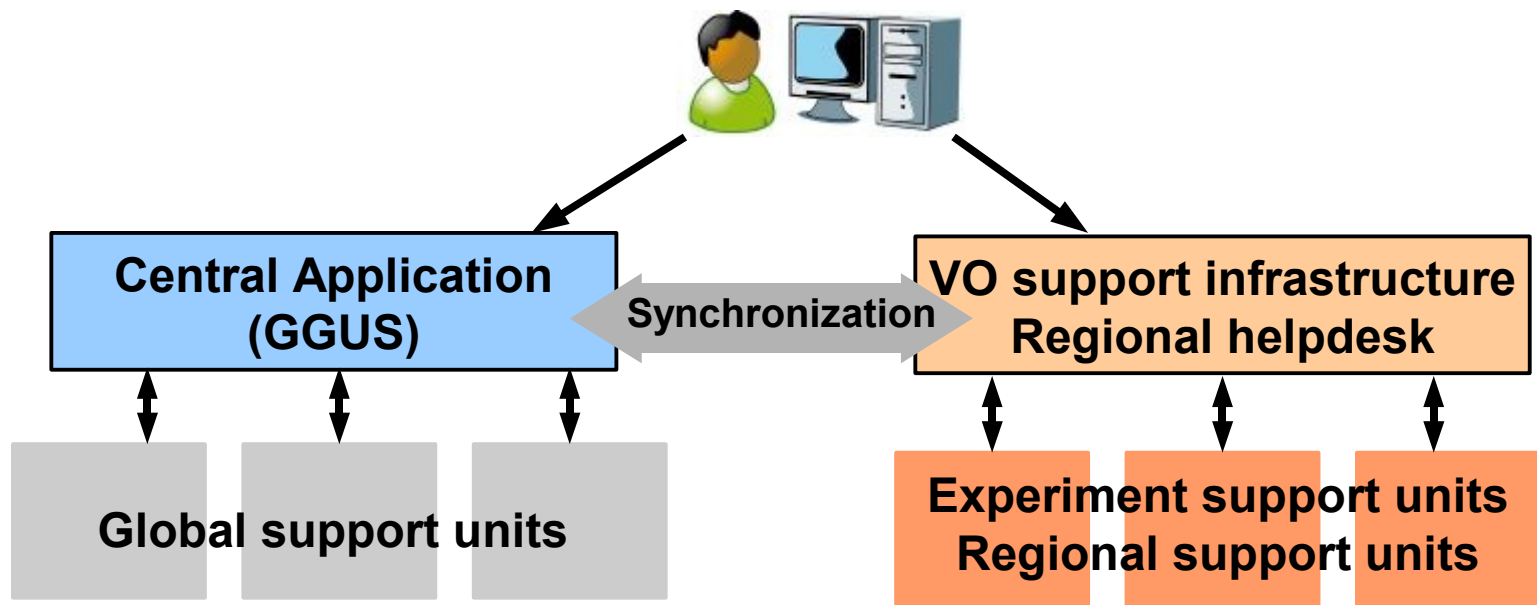 Central Application
(GGUS)
Synchronization
VO support infrastructure
Regional helpdesk
Global support units
Experiment support units
Regional support units